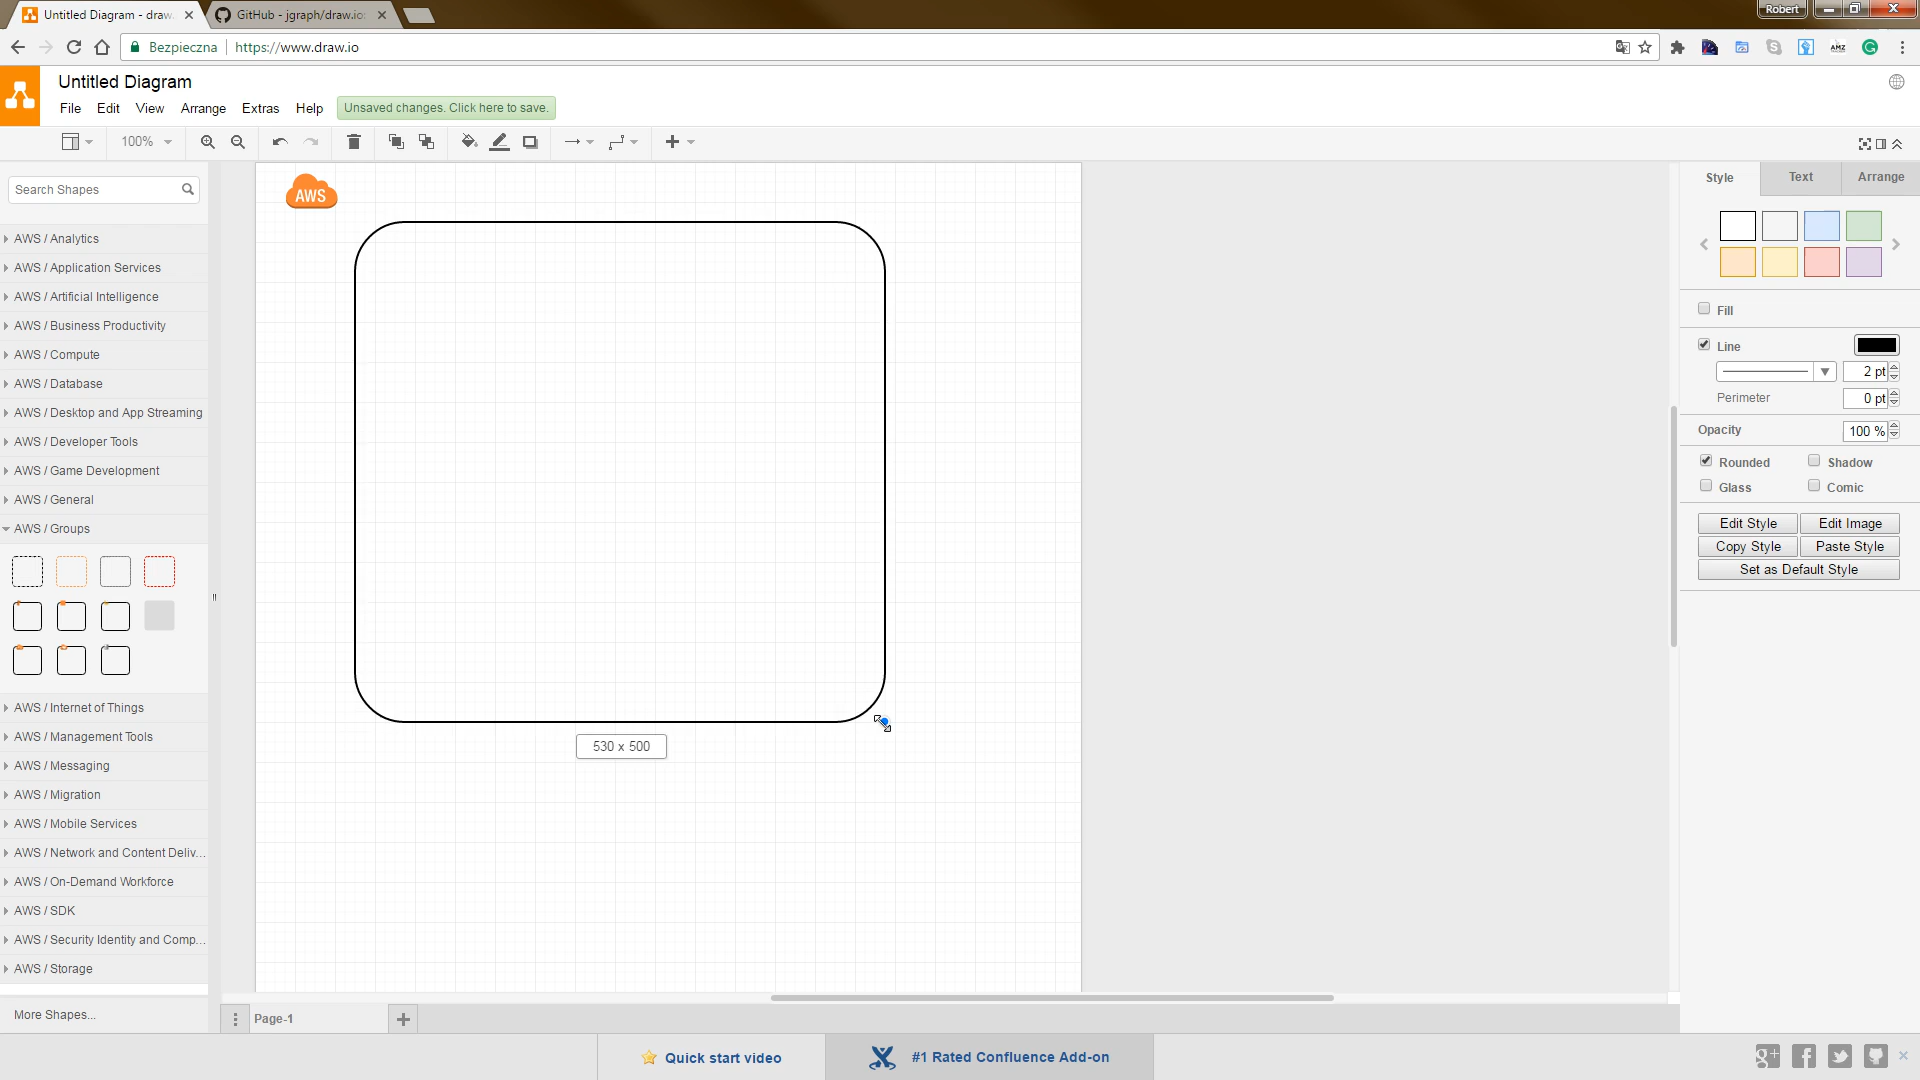 Untitled Diagram - draw.
GitHub - jgraph/draw.io:
Robert
Bezpieczna
https://www.draw.io
AMZ
Untitled Diagram
File Edit View Arrange Extras Help
Unsaved changes. Click here to save.
100%
Search Shapes
AWS / Analytics
AWS / Application Services
AWS / Artificial Intelligence
AWS / Business Productivity
AWS / Compute
AWS / Database
AWS / Desktop and App Streaming
AWS / Developer Tools
AWS / Game Development
AWS / General
AWS / Groups
AWS / Internet of Things
AWS / Management Tools
AWS / Messaging
AWS / Migration
AWS / Mobile Services
AWS / Network and Content Deliv...
AWS / On-Demand Workforce
AWS / SDK
AWS / Security Identity and Comp...
AWS / Storage
More Shapes...
AWS
530 x 500
Page-1
Style Text Arrange
Fill
Line
2 pt
Perimeter 0 pt
Opacity 100 %
Rounded Shadow
Glass Comic
Edit Style Edit Image
Copy Style Paste Style
Set as Default Style
Quick start video
#1 Rated Confluence Add-on